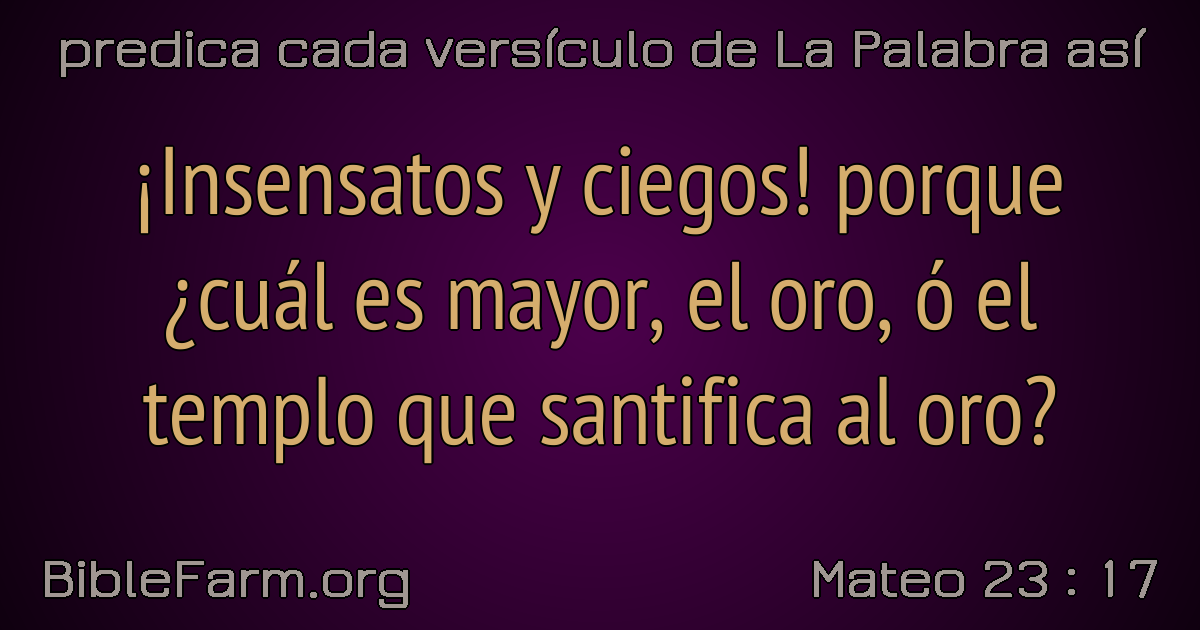 predica cada versículo de La Palabra así
¡Insensatos y ciegos! porque
¿cuál es mayor, el oro, ó el
templo que santifica al oro?
BibleFarm.org
Mateo 23 : 17